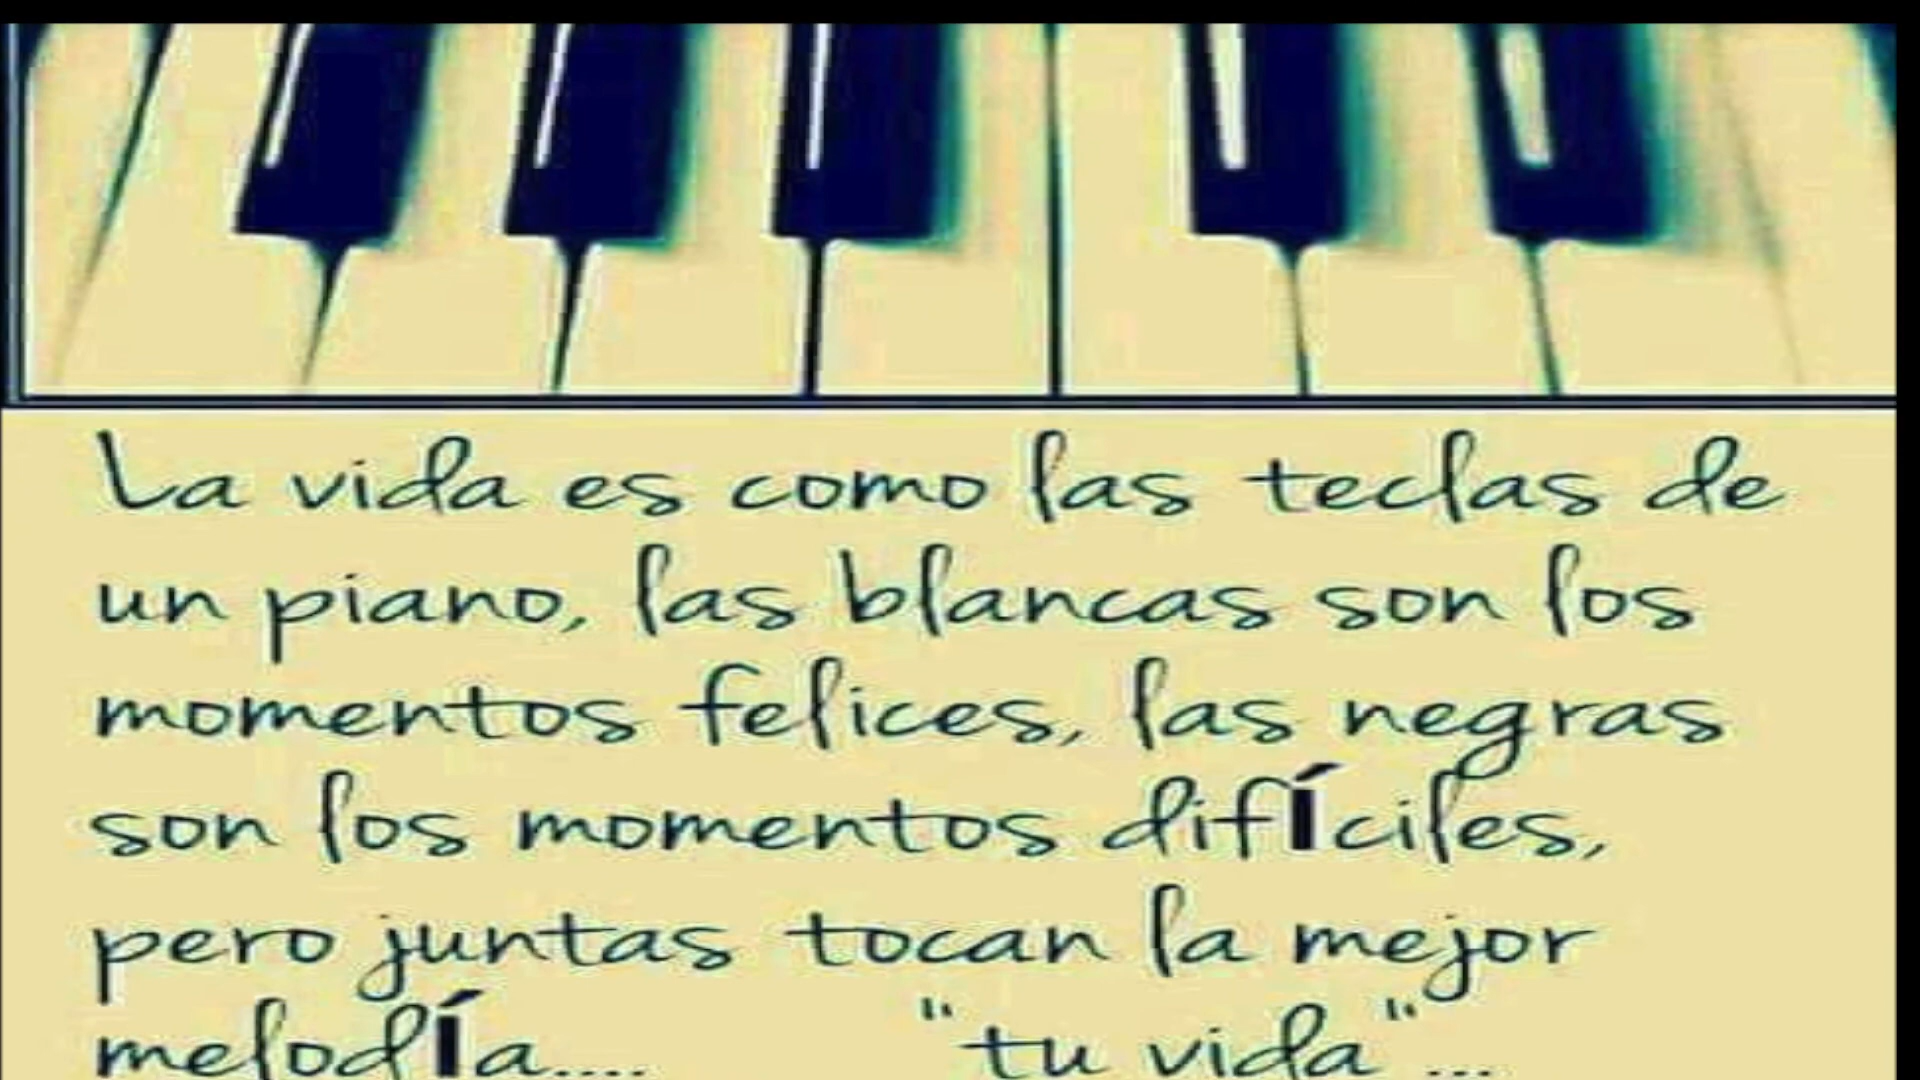 La vida es como las teclas de
un piano, las blancas son los
momentos felices, las negras
son los momentos difíciles,
pero juntas tocan la mejor
melodía.... "tu vida"...